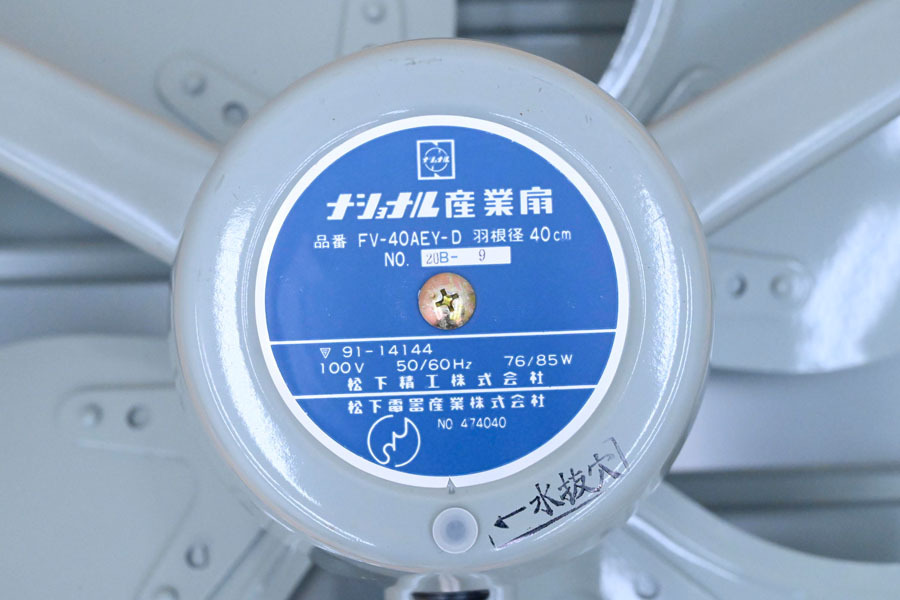 ナショナル
ナショナル産業扇
品番 FV-40AEY-D 羽根径 40cm
NO. 20B- 9
▽ 91-14144
100V 50/60Hz 76/85W
松下精工株式会社
松下電器産業株式会社
NO 474040
←水抜穴